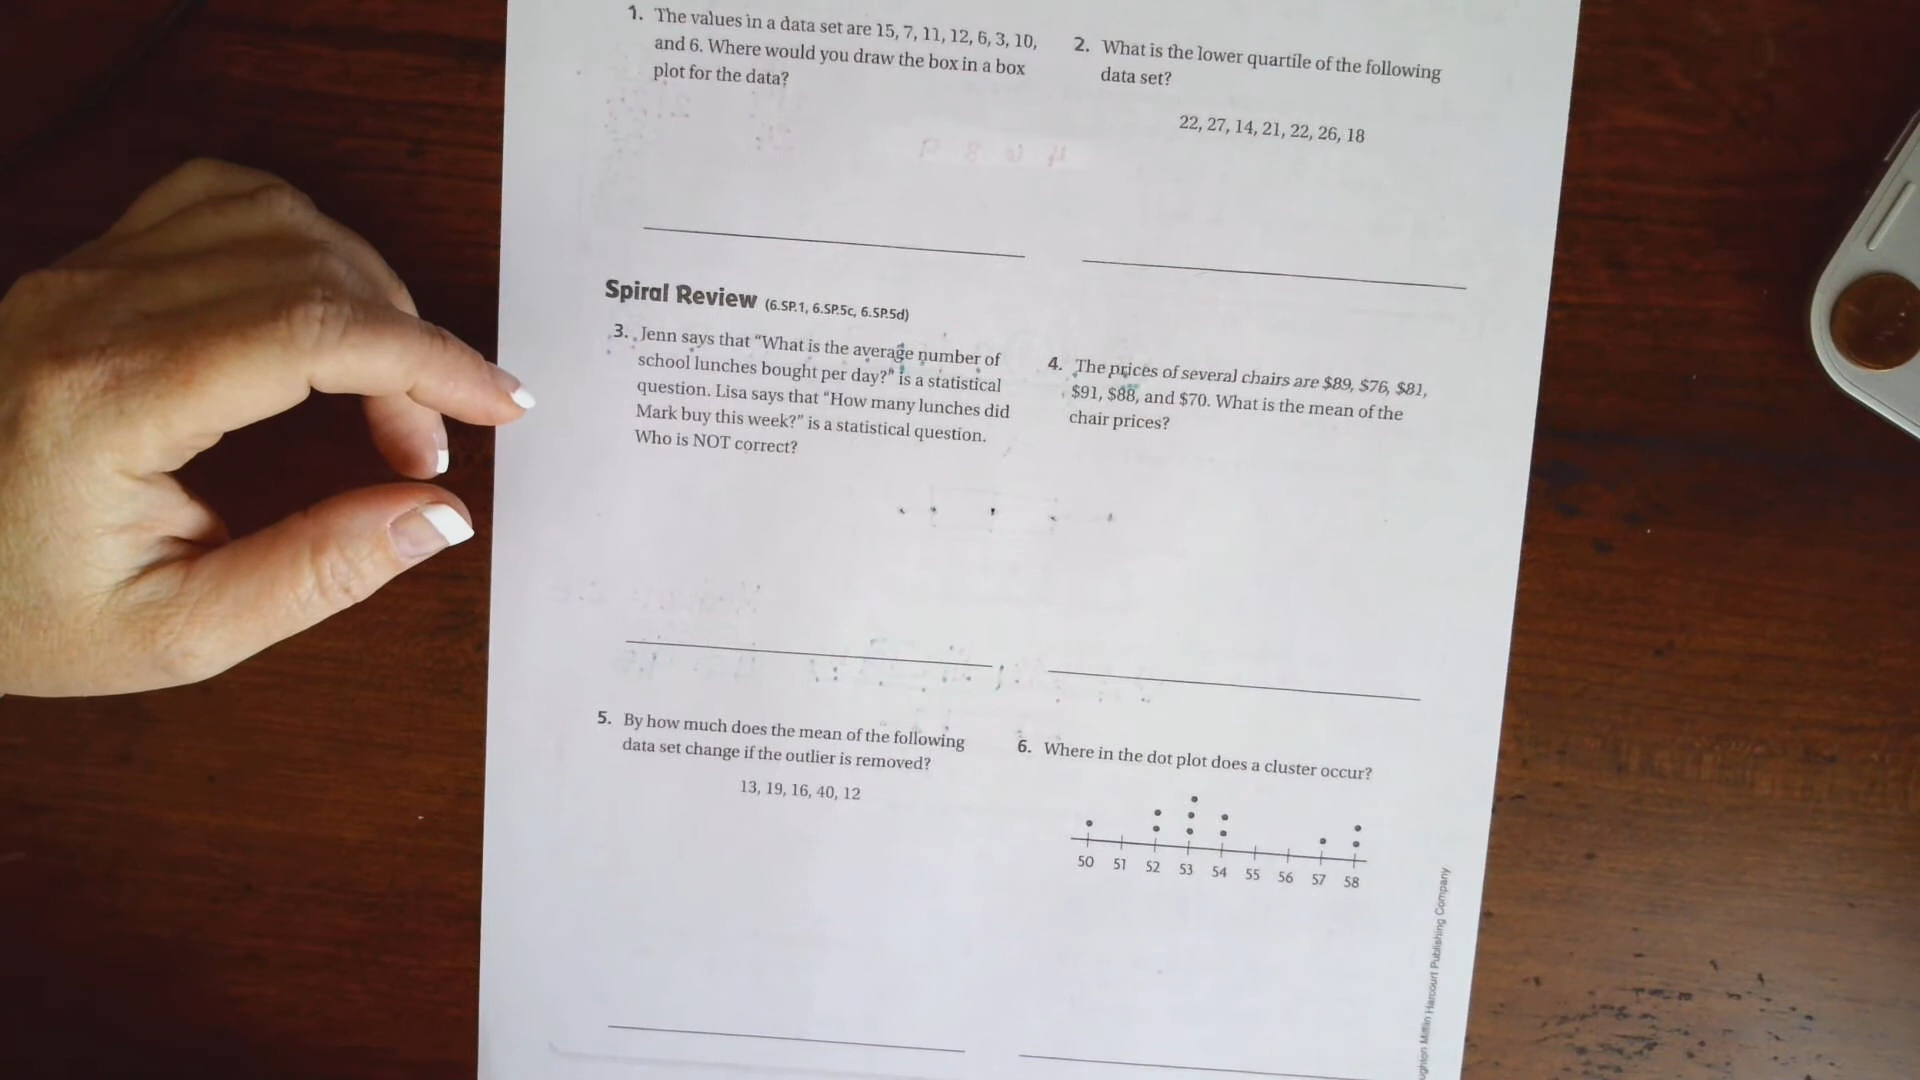 1. The values in a data set are 15, 7, 11, 12, 6, 3, 10,
and 6. Where would you draw the box in a box
plot for the data?
2. What is the lower quartile of the following
data set?
22, 27, 14, 21, 22, 26, 18
Spiral Review (6.SP.1, 6.SP.5c, 6.SP.5d)
3. Jenn says that “What is the average number of
school lunches bought per day?” is a statistical
question. Lisa says that “How many lunches did
Mark buy this week?” is a statistical question.
Who is NOT correct?
4. The prices of several chairs are $89, $76, $81,
$91, $88, and $70. What is the mean of the
chair prices?
5. By how much does the mean of the following
data set change if the outlier is removed?
13, 19, 16, 40, 12
6. Where in the dot plot does a cluster occur?
50 51 52 53 54 55 56 57 58
ughton Mifflin Harcourt Publishing Company